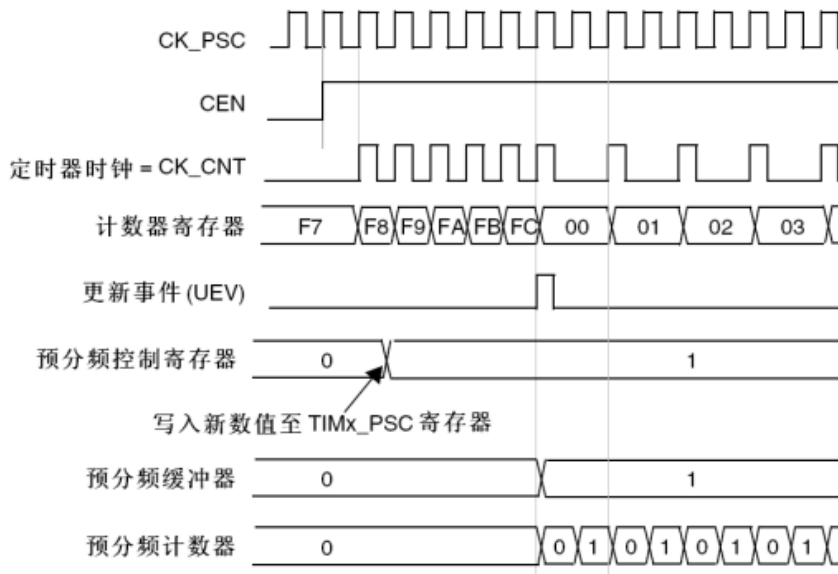 CK_PSC
CEN
定时器时钟 = CK_CNT
计数器寄存器 F7 F8 F9 FA FB FC 00 01 02 03
更新事件 (UEV)
预分频控制寄存器 0 1
写入新数值至 TIMx_PSC 寄存器
预分频缓冲器 0 1
预分频计数器 0 0 1 0 1 0 1 0 1